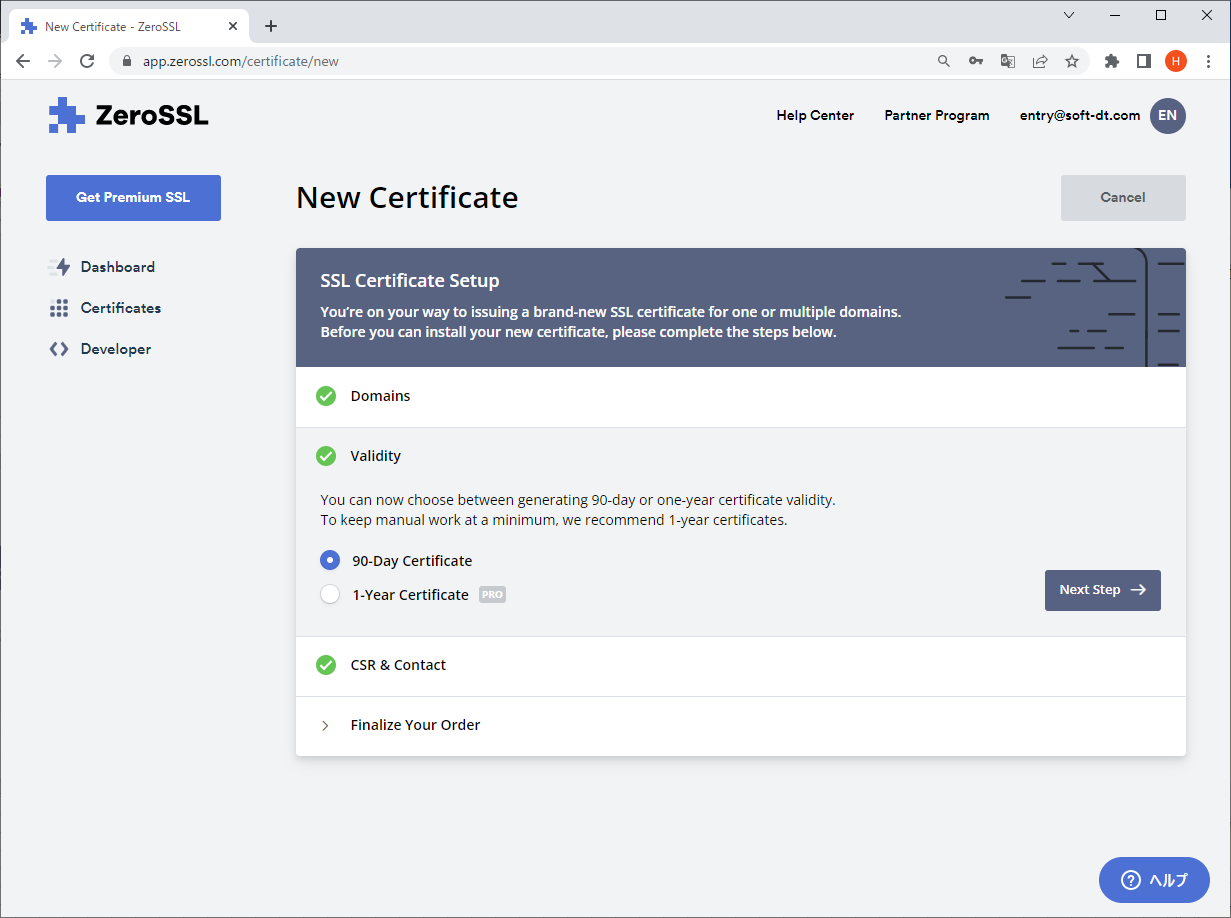 New Certificate - ZeroSSL
app.zerossl.com/certificate/new
H
ZeroSSL
Help Center
Partner Program
entry@soft-dt.com
EN
Get Premium SSL
New Certificate
Cancel
Dashboard
Certificates
Developer
SSL Certificate Setup
You're on your way to issuing a brand-new SSL certificate for one or multiple domains.
Before you can install your new certificate, please complete the steps below.
Domains
Validity
You can now choose between generating 90-day or one-year certificate validity.
To keep manual work at a minimum, we recommend 1-year certificates.
90-Day Certificate
1-Year Certificate PRO
Next Step →
CSR & Contact
Finalize Your Order
ヘルプ